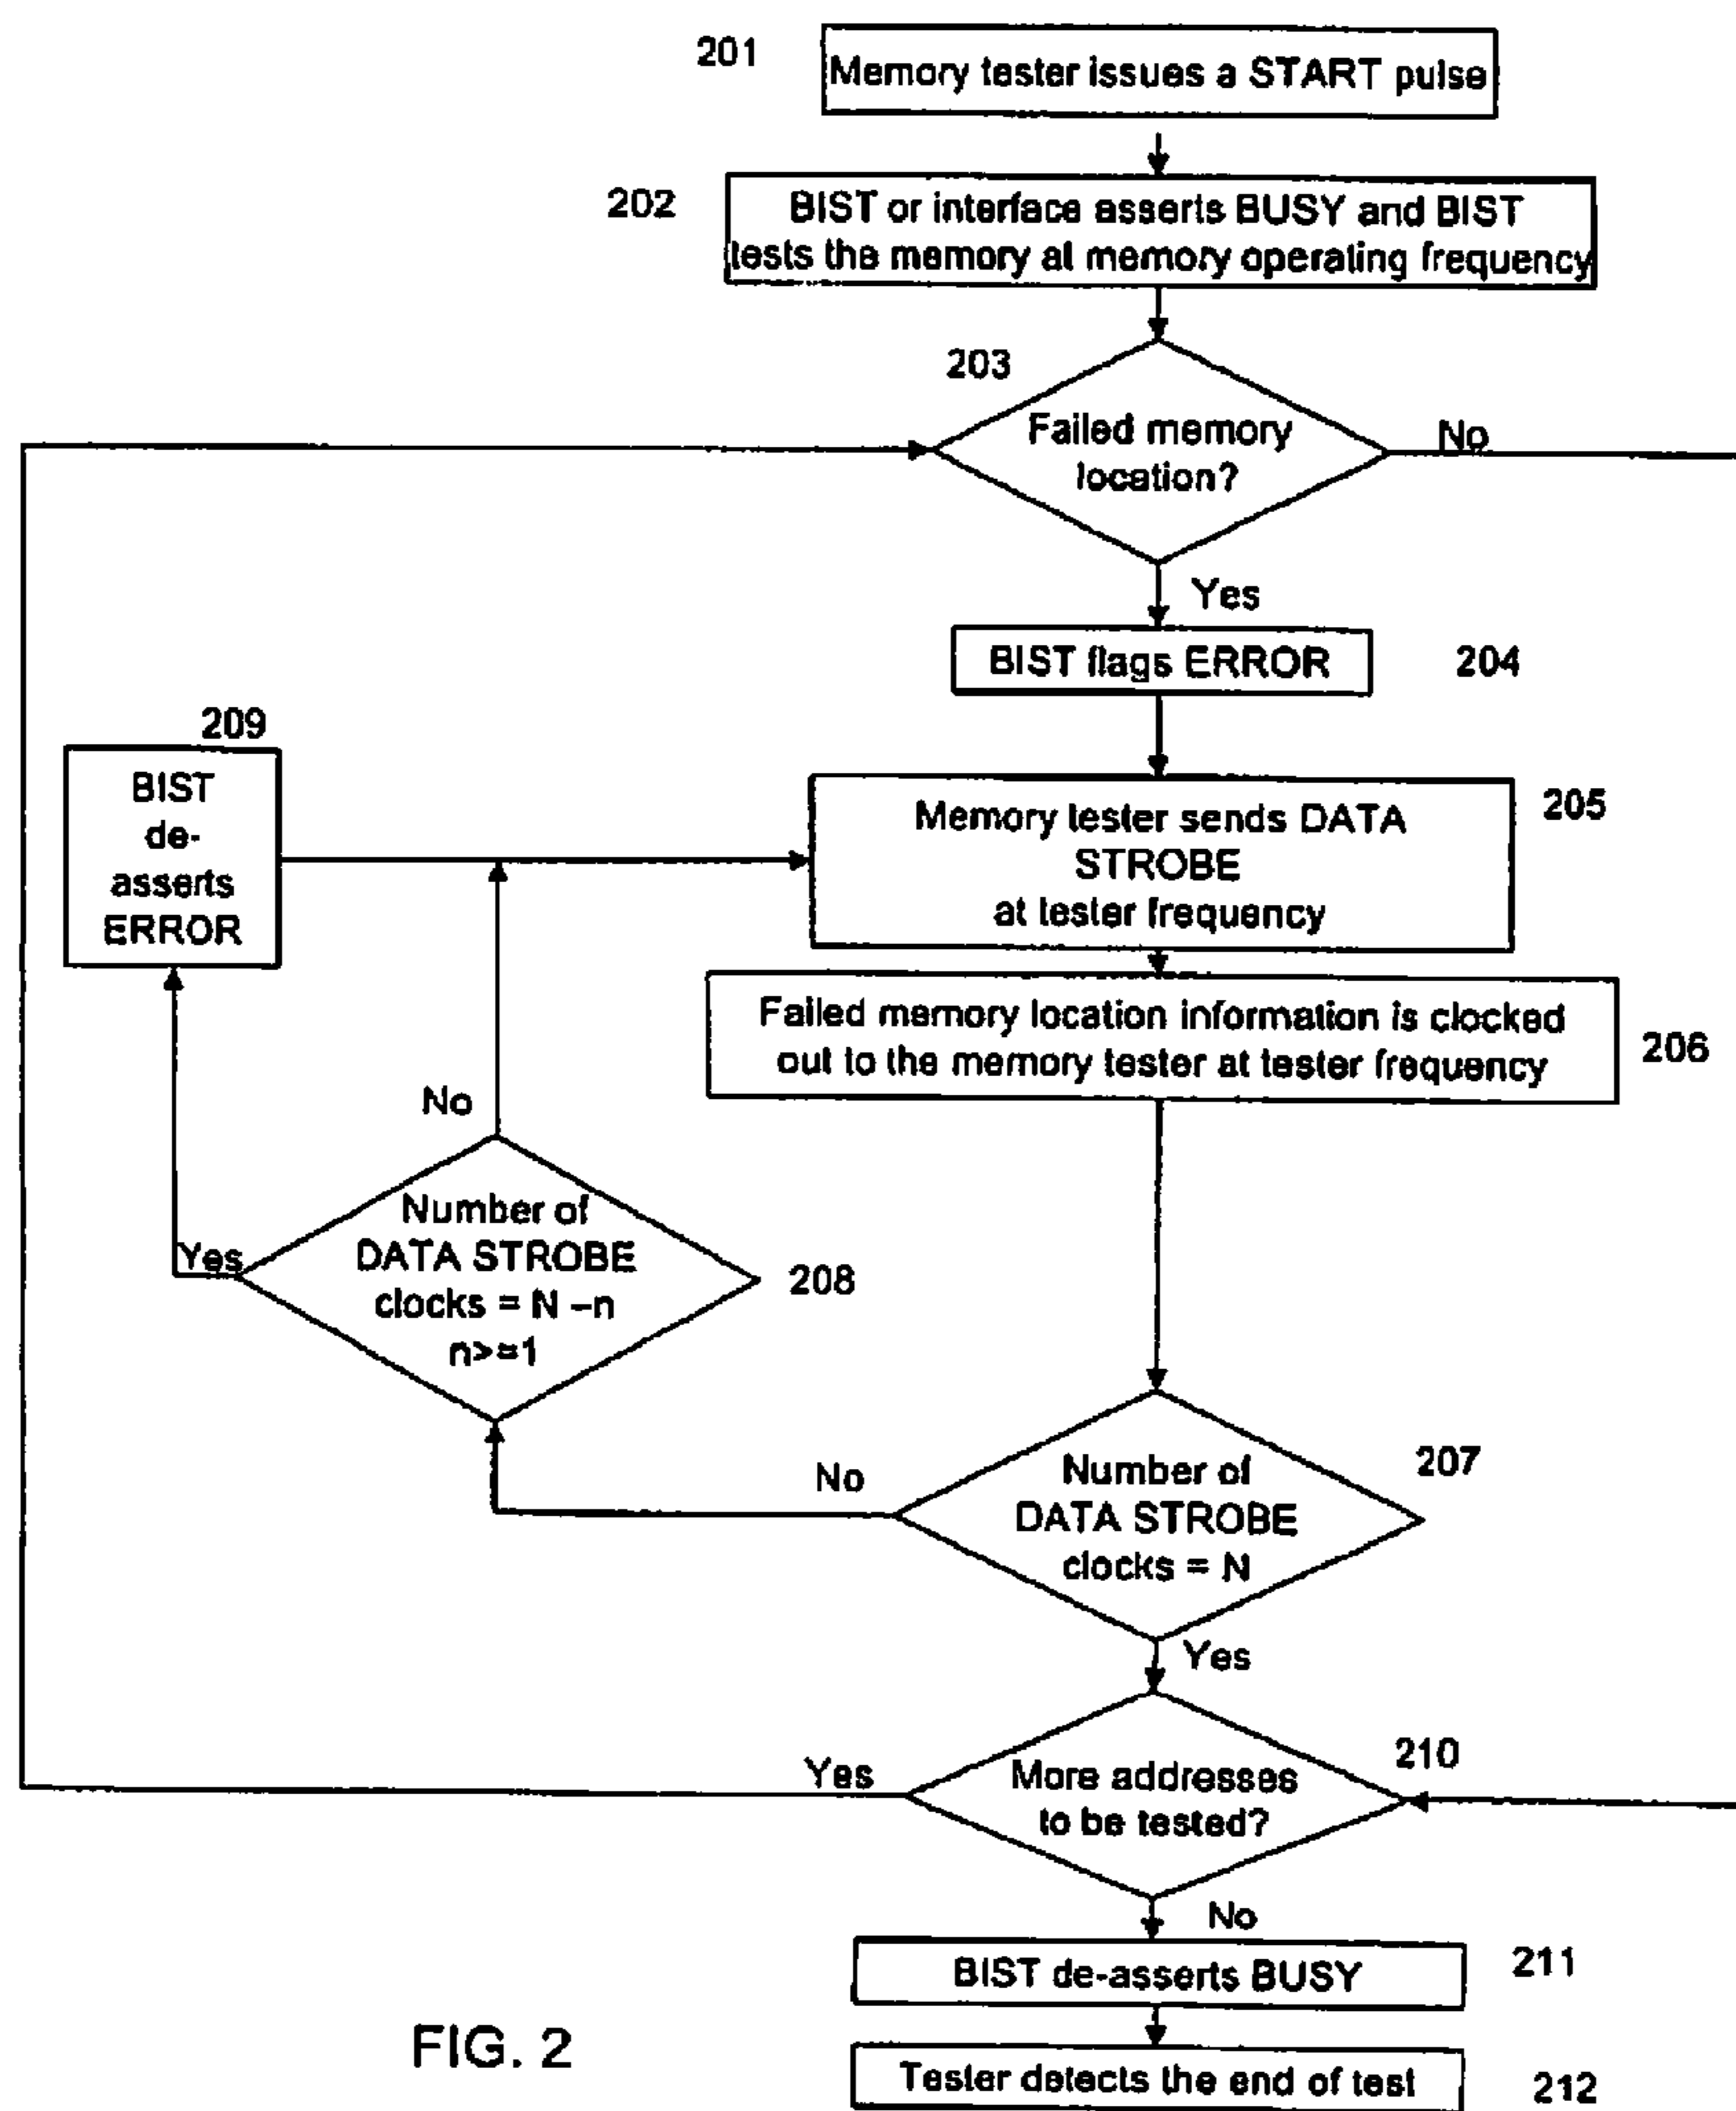 201
Memory tester issues a START pulse
202
BIST or interface asserts BUSY and BIST
tests the memory at memory operating frequency
203
Failed memory
location?
No
Yes
BIST flags ERROR
204
209
BIST
de-
asserts
ERROR
Memory tester sends DATA
STROBE
at tester frequency
205
Failed memory location information is clocked
out to the memory tester at tester frequency
206
No
Number of
DATA STROBE
clocks = N –n
n>=1
Yes
208
No
Number of
DATA STROBE
clocks = N
207
Yes
Yes
More addresses
to be tested?
210
No
BIST de-asserts BUSY
211
Tester detects the end of test
212
FIG. 2